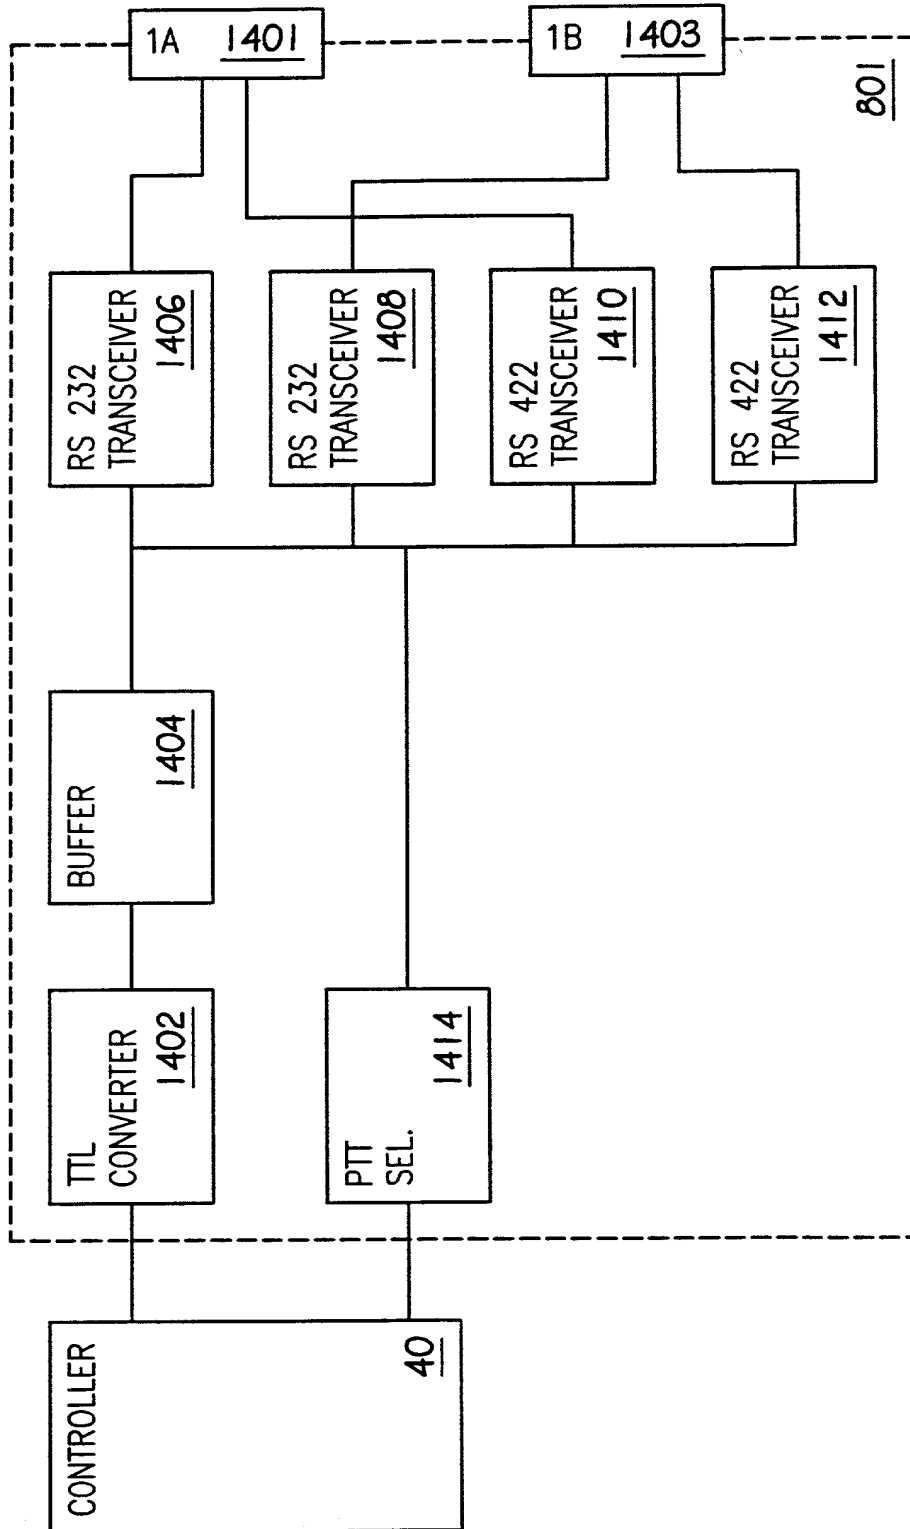 CONTROLLER
40
TTL
CONVERTER
1402
BUFFER
1404
PTT
SEL.
1414
RS 232
TRANSCEIVER
1406
RS 232
TRANSCEIVER
1408
RS 422
TRANSCEIVER
1410
RS 422
TRANSCEIVER
1412
1A 1401
1B 1403
801